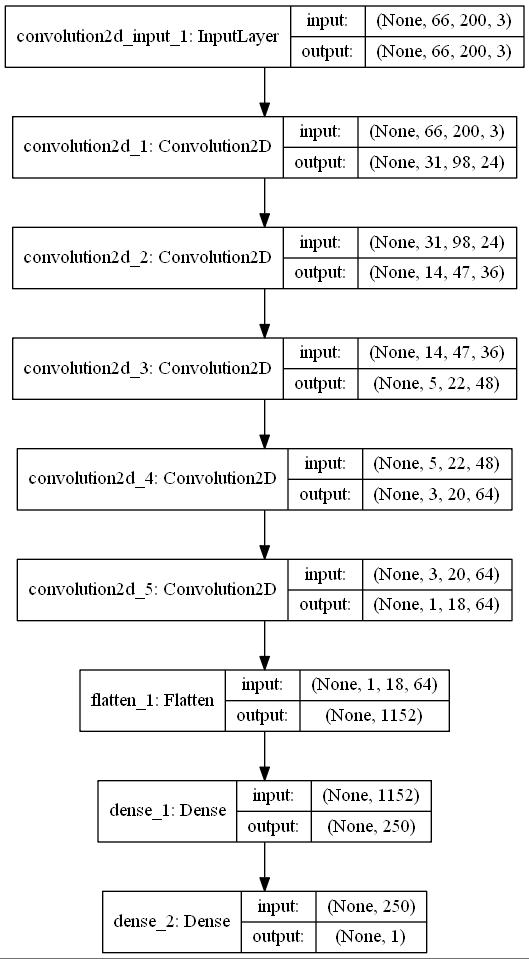 convolution2d_input_1: InputLayer
input: (None, 66, 200, 3)
output: (None, 66, 200, 3)
convolution2d_1: Convolution2D
input: (None, 66, 200, 3)
output: (None, 31, 98, 24)
convolution2d_2: Convolution2D
input: (None, 31, 98, 24)
output: (None, 14, 47, 36)
convolution2d_3: Convolution2D
input: (None, 14, 47, 36)
output: (None, 5, 22, 48)
convolution2d_4: Convolution2D
input: (None, 5, 22, 48)
output: (None, 3, 20, 64)
convolution2d_5: Convolution2D
input: (None, 3, 20, 64)
output: (None, 1, 18, 64)
flatten_1: Flatten
input: (None, 1, 18, 64)
output: (None, 1152)
dense_1: Dense
input: (None, 1152)
output: (None, 250)
dense_2: Dense
input: (None, 250)
output: (None, 1)